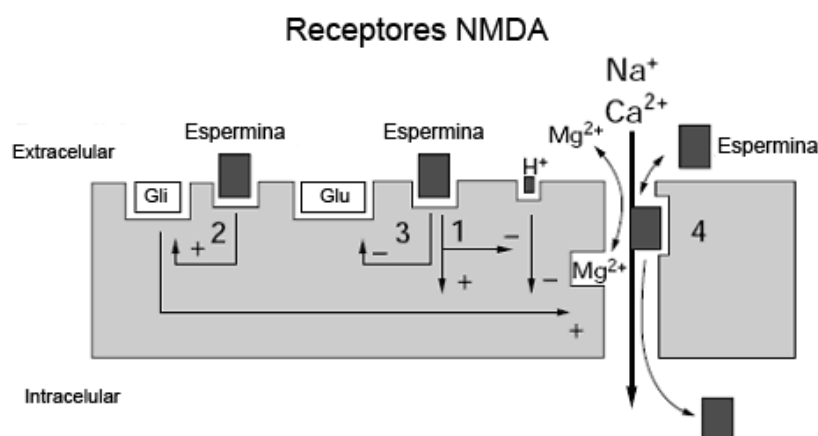 Receptores NMDA
Na⁺
Ca²⁺
Mg²⁺
Espermina
Espermina
Espermina
Extracelular
H⁺
Gli
Glu
+ 2
− 3 1 −
4
Mg²⁺
+
−
+
Intracelular